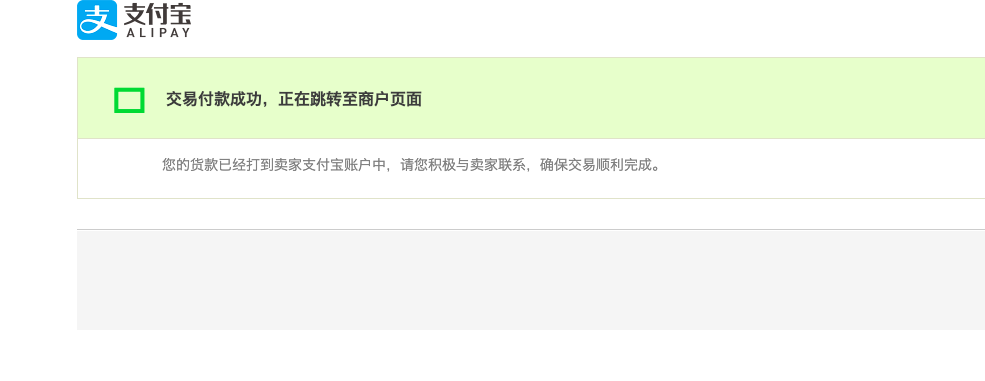 支 支付宝
ALIPAY
交易付款成功，正在跳转至商户页面
您的货款已经打到卖家支付宝账户中，请您积极与卖家联系，确保交易顺利完成。